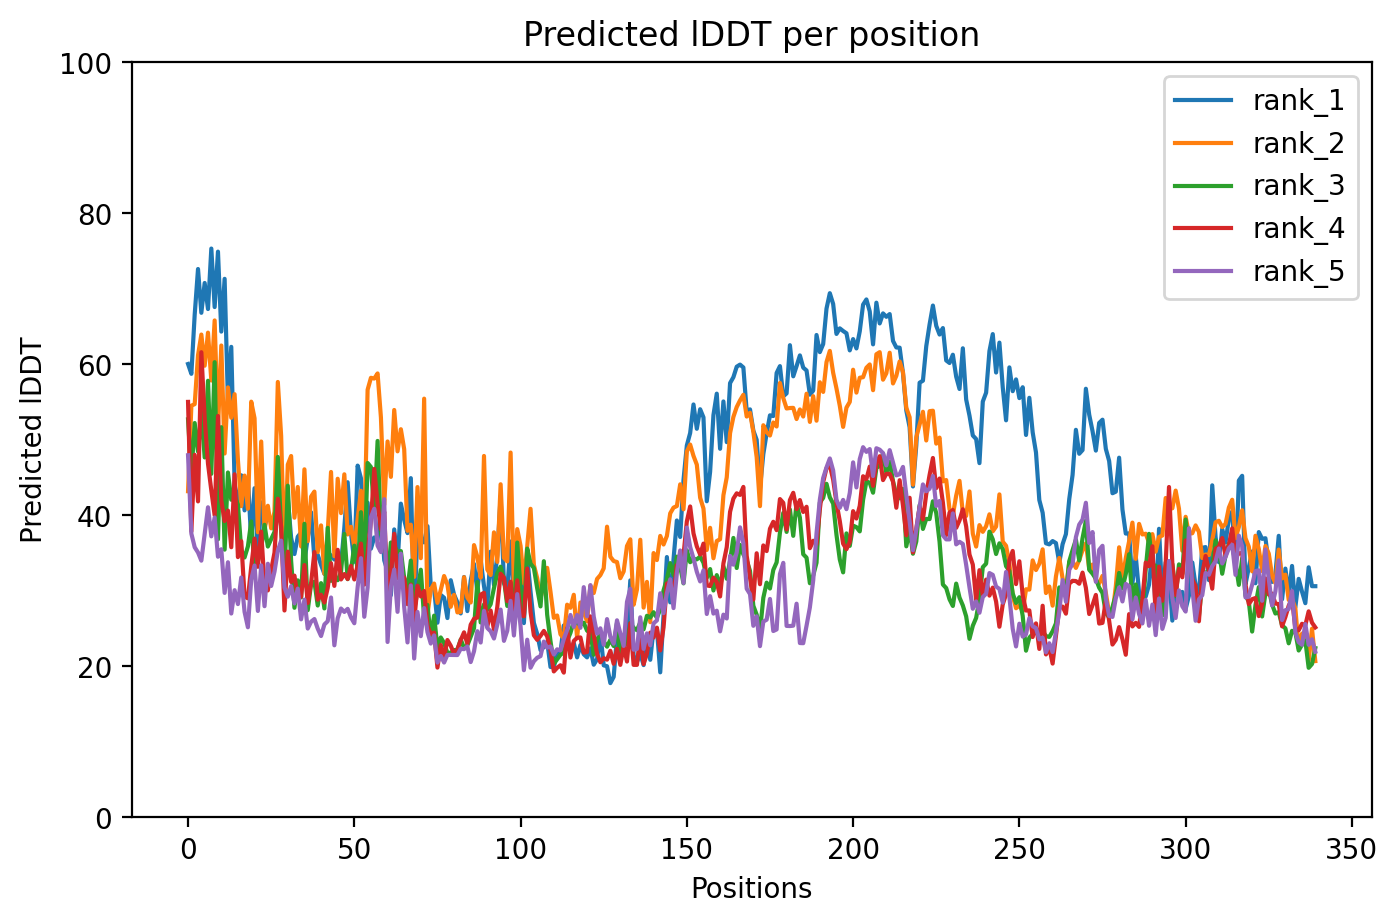 Predicted lDDT per position
100
80
60
40
20
0
Predicted lDDT
rank_1
rank_2
rank_3
rank_4
rank_5
0 50 100 150 200 250 300 350
Positions